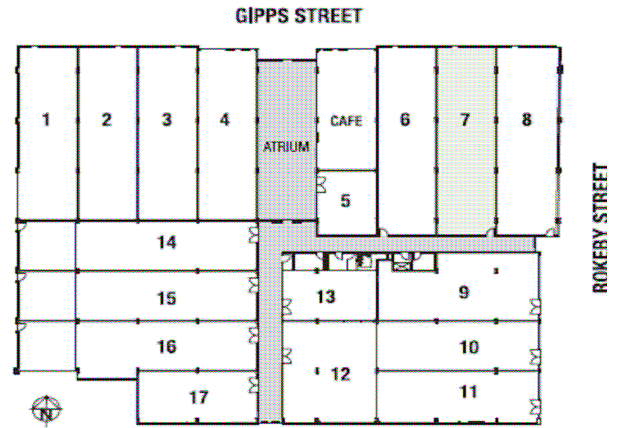 GIPPS STREET
1 2 3 4 CAFE 6 7 8
ATRIUM
5
ROKEBY STREET
14
15 13 9
16 10
12
17 11
N